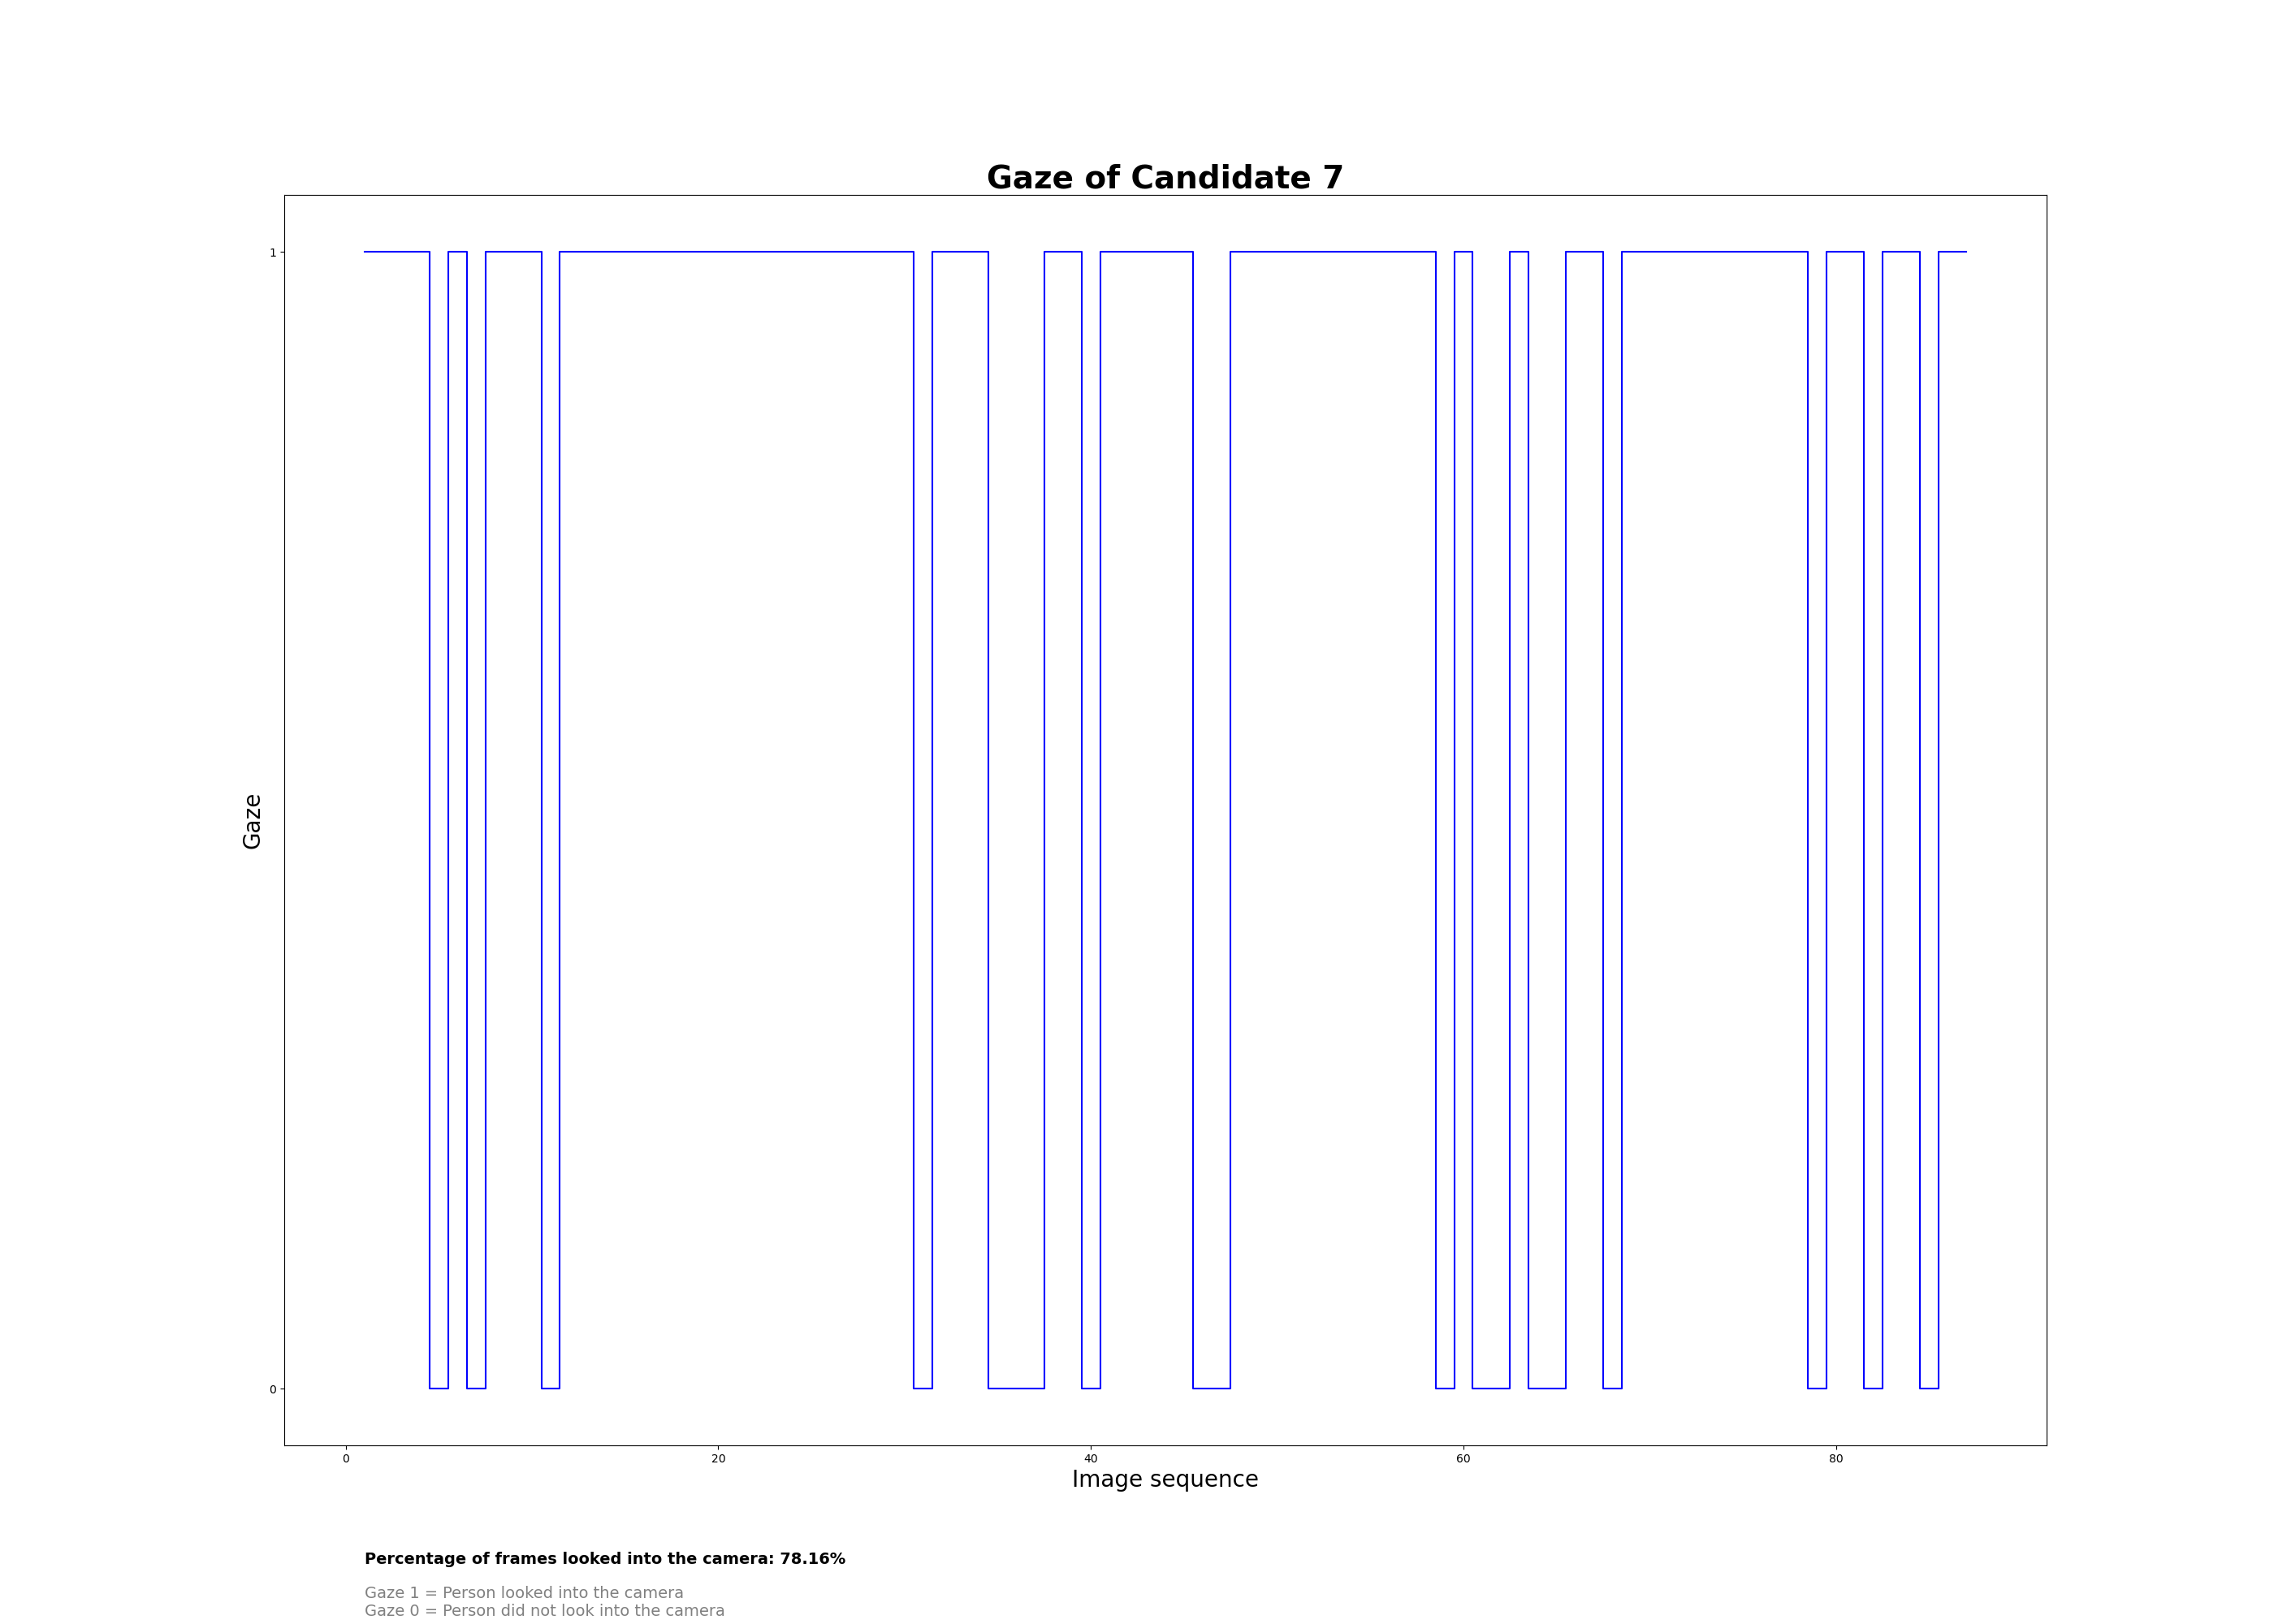 Gaze of Candidate 7
1
Gaze
0
0 20 40 60 80
Image sequence
Percentage of frames looked into the camera: 78.16%
Gaze 1 = Person looked into the camera
Gaze 0 = Person did not look into the camera